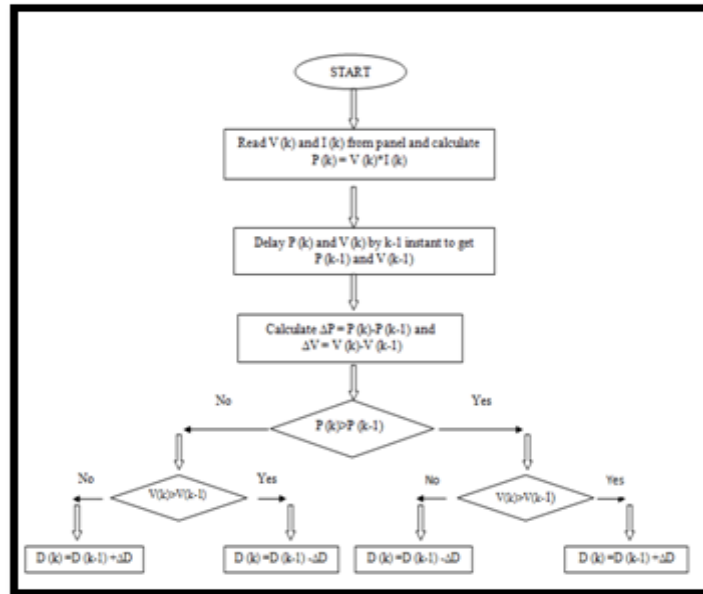 START
Read V (k) and I (k) from panel and calculate
P (k) = V (k)*I (k)
Delay P (k) and V (k) by k-1 instant to get
P (k-1) and V (k-1)
Calculate ΔP = P (k)-P (k-1) and
ΔV = V (k)-V (k-1)
No
Yes
P (k)>P (k-1)
No
V(k)>V(k-1)
Yes
No
V(k)>V(k-1)
Yes
D (k) =D (k-1) +ΔD
D (k) =D (k-1) -ΔD
D (k) =D (k-1) -ΔD
D (k) =D (k-1) +ΔD